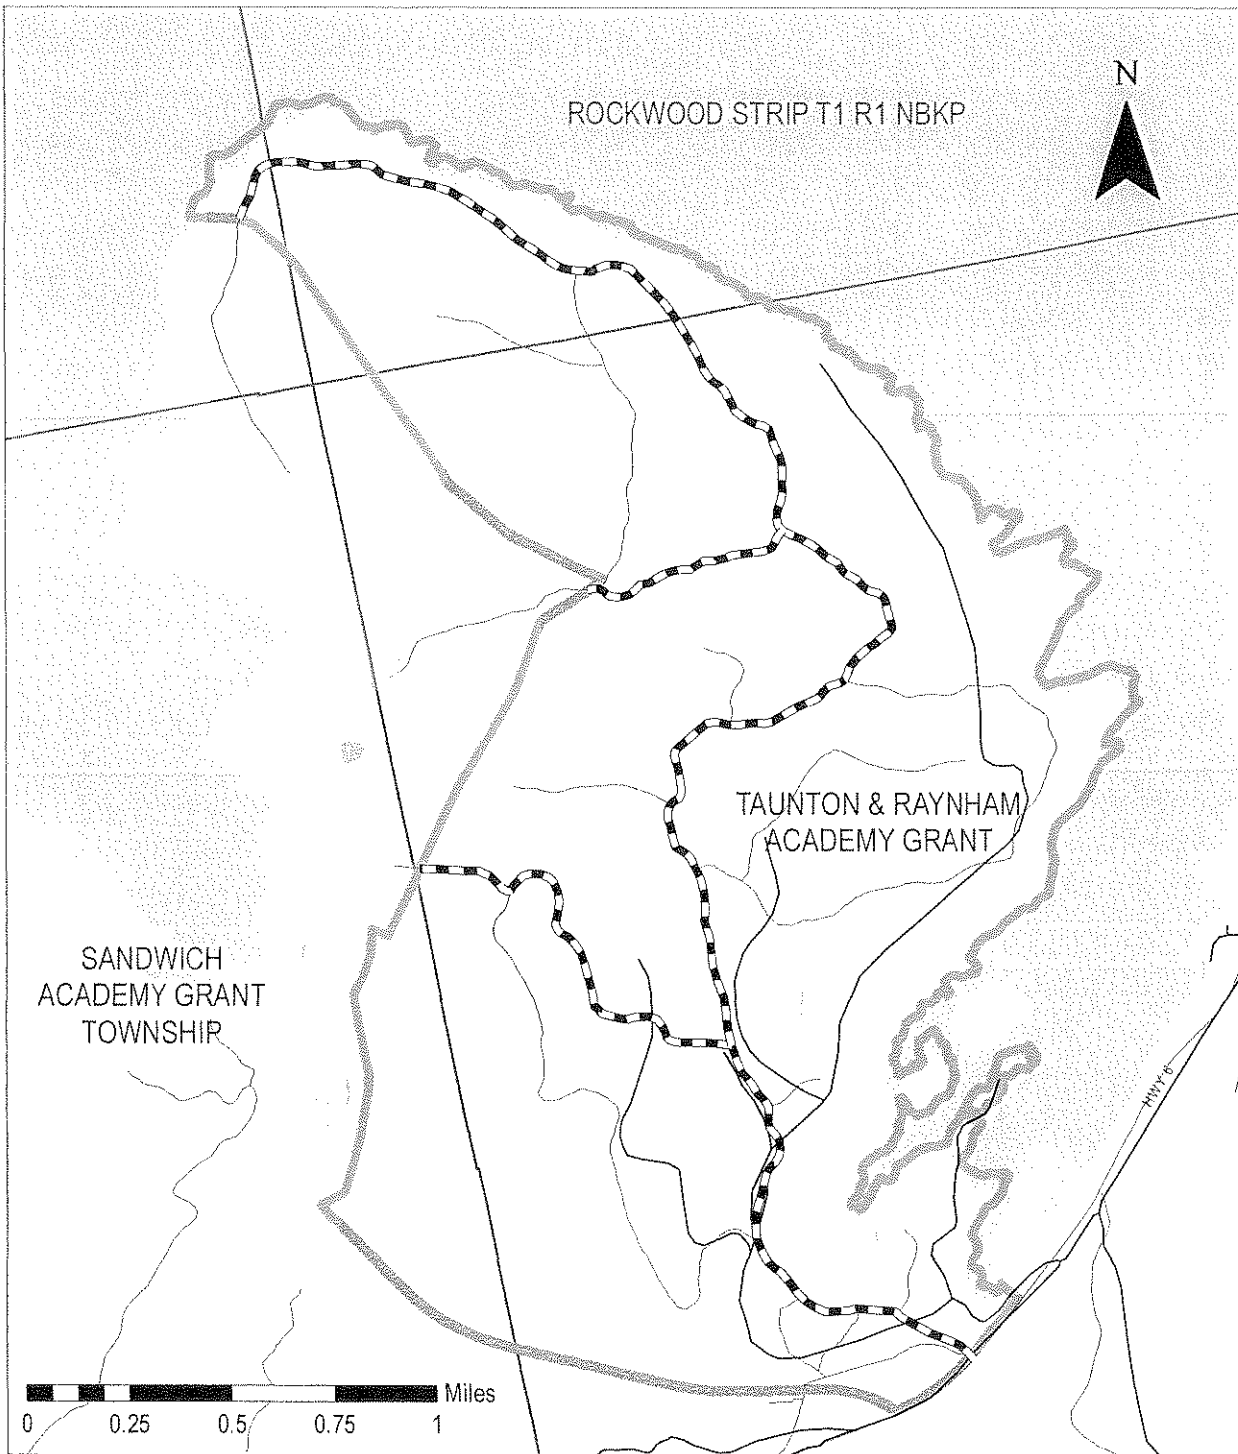 N
ROCKWOOD STRIP T1 R1 NBKP
TAUNTON & RAYNHAM
ACADEMY GRANT
SANDWICH
ACADEMY GRANT
TOWNSHIP
HWY 6
Miles
0 0.25 0.5 0.75 1